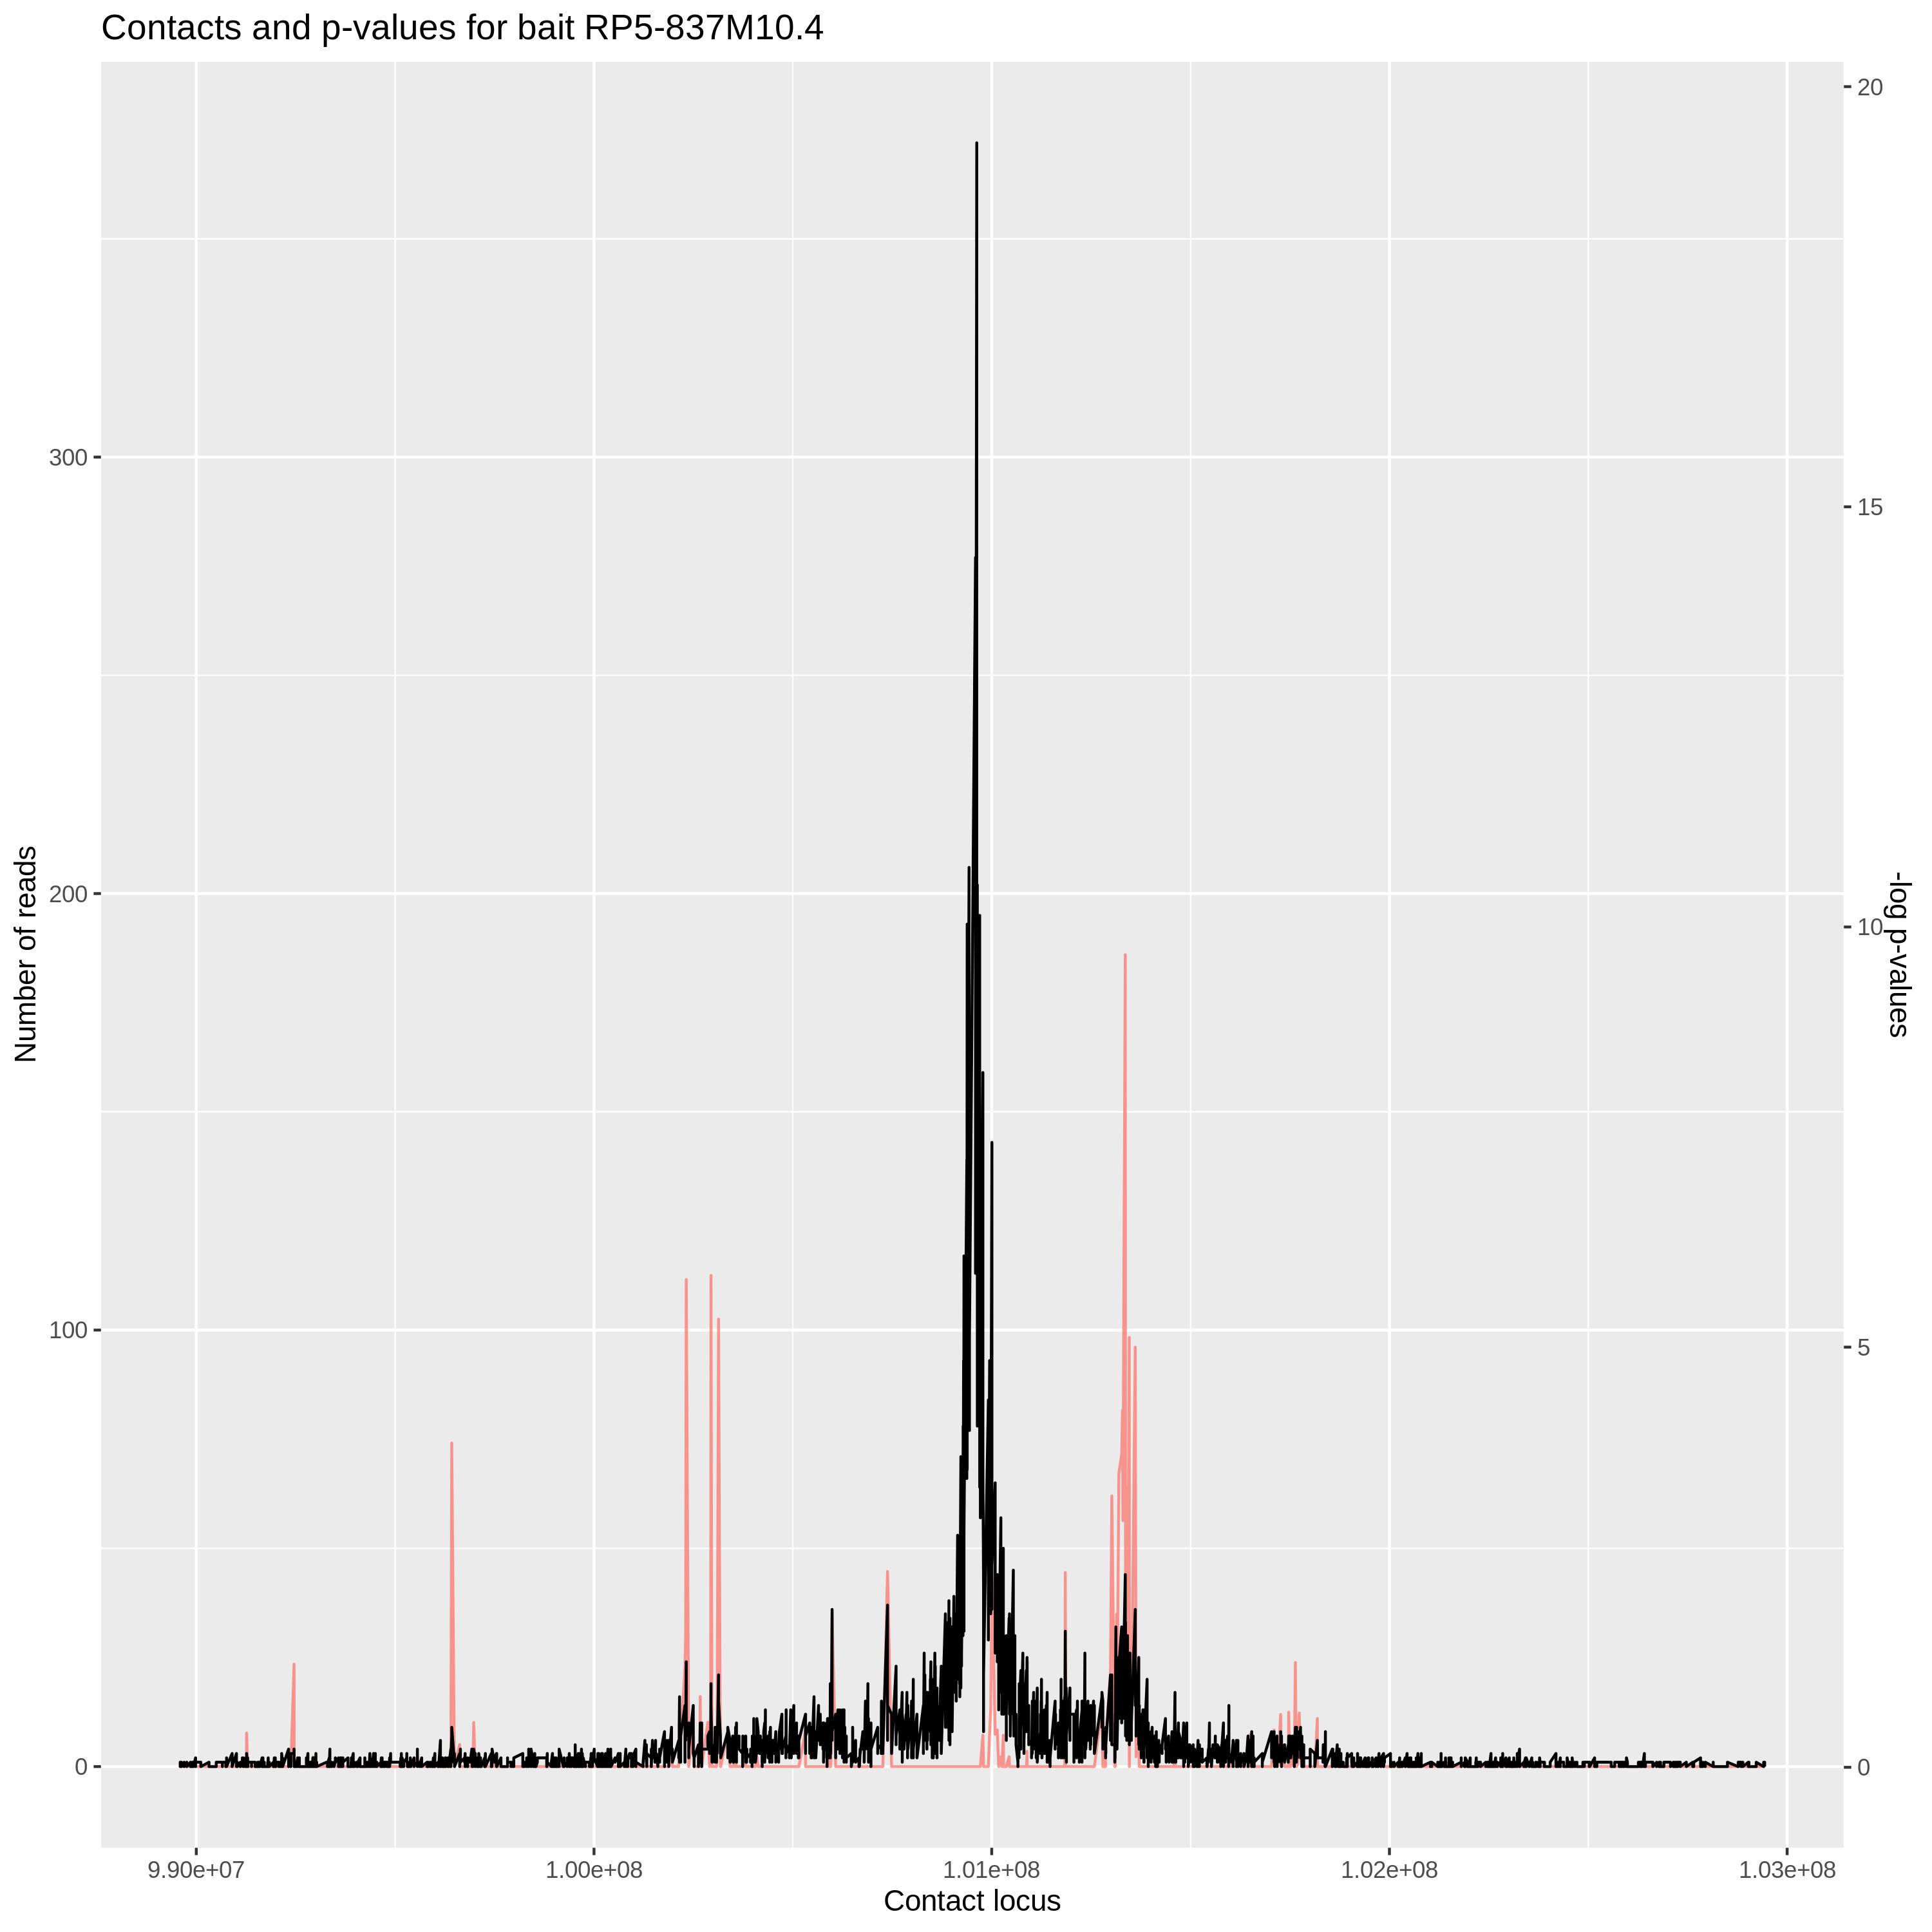 Contacts and p-values for bait RP5-837M10.4
20
300
15
Number of reads
200
10
-log p-values
100
5
0
0
9.90e+07
1.00e+08
1.01e+08
1.02e+08
1.03e+08
Contact locus